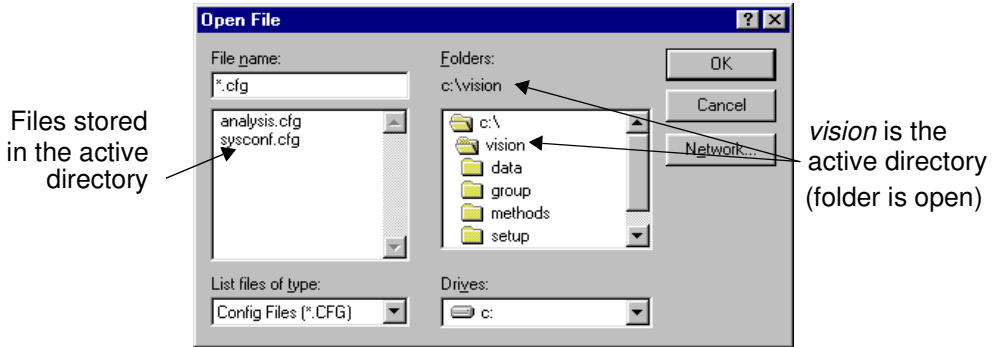 Open File
File name:
*.cfg
analysis.cfg
sysconf.cfg
List files of type:
Config Files (*.CFG)
Folders:
c:\vision
c:\
vision
data
group
methods
setup
Drives:
c:
OK
Cancel
Network...
Files stored
in the active
directory
vision is the
active directory
(folder is open)